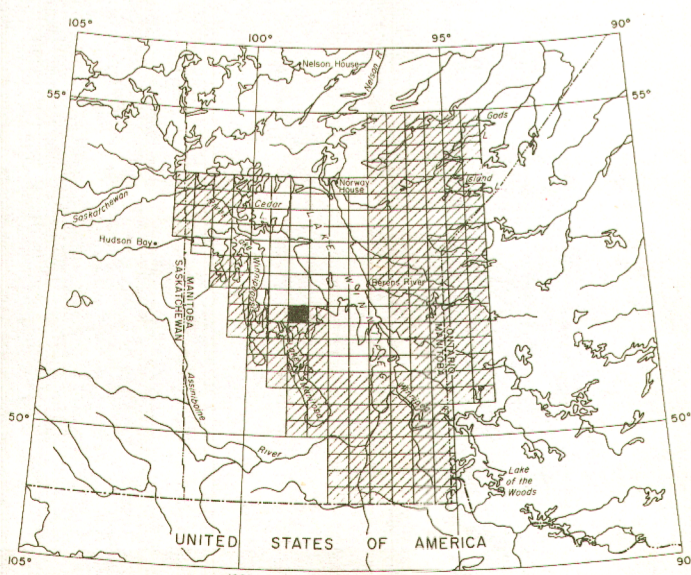 105°
100°
95°
90°
Nelson House
Nelson R.
55°
55°
Gods
L.
Island
L.
Norway
House
Saskatchewan
River
Cedar
L.
Hudson Bay
LAKE
WINNIPEG
Berens River
MANITOBA
SASKATCHEWAN
ONTARIO
MANITOBA
Assiniboine
River
50°
50°
Lake
of the
Woods
UNITED STATES OF AMERICA
105°
90